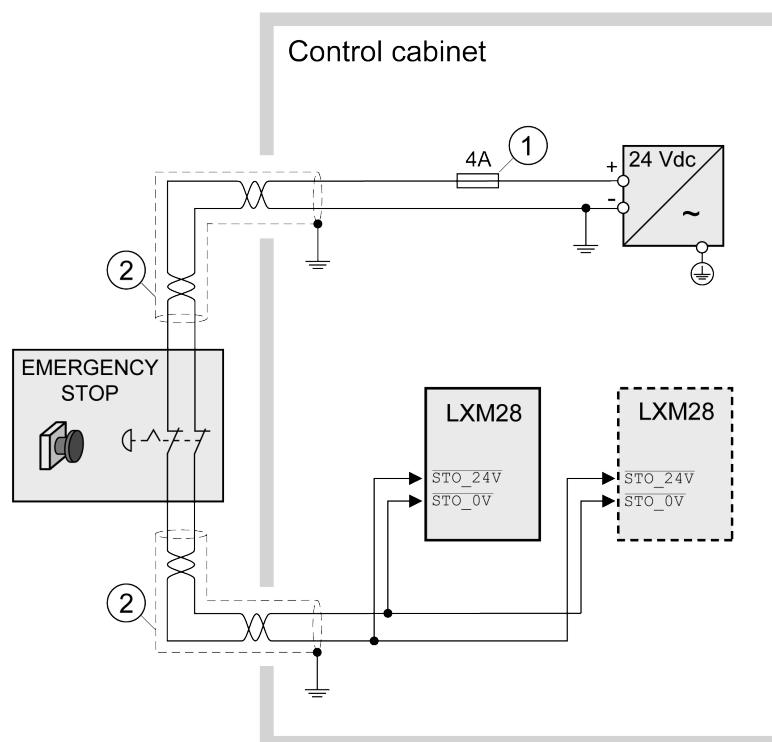 Control cabinet
4A
1
+
24 Vdc
-
~
2
EMERGENCY
STOP
LXM28
LXM28
STO_24V
STO_24V
STO_0V
STO_0V
2